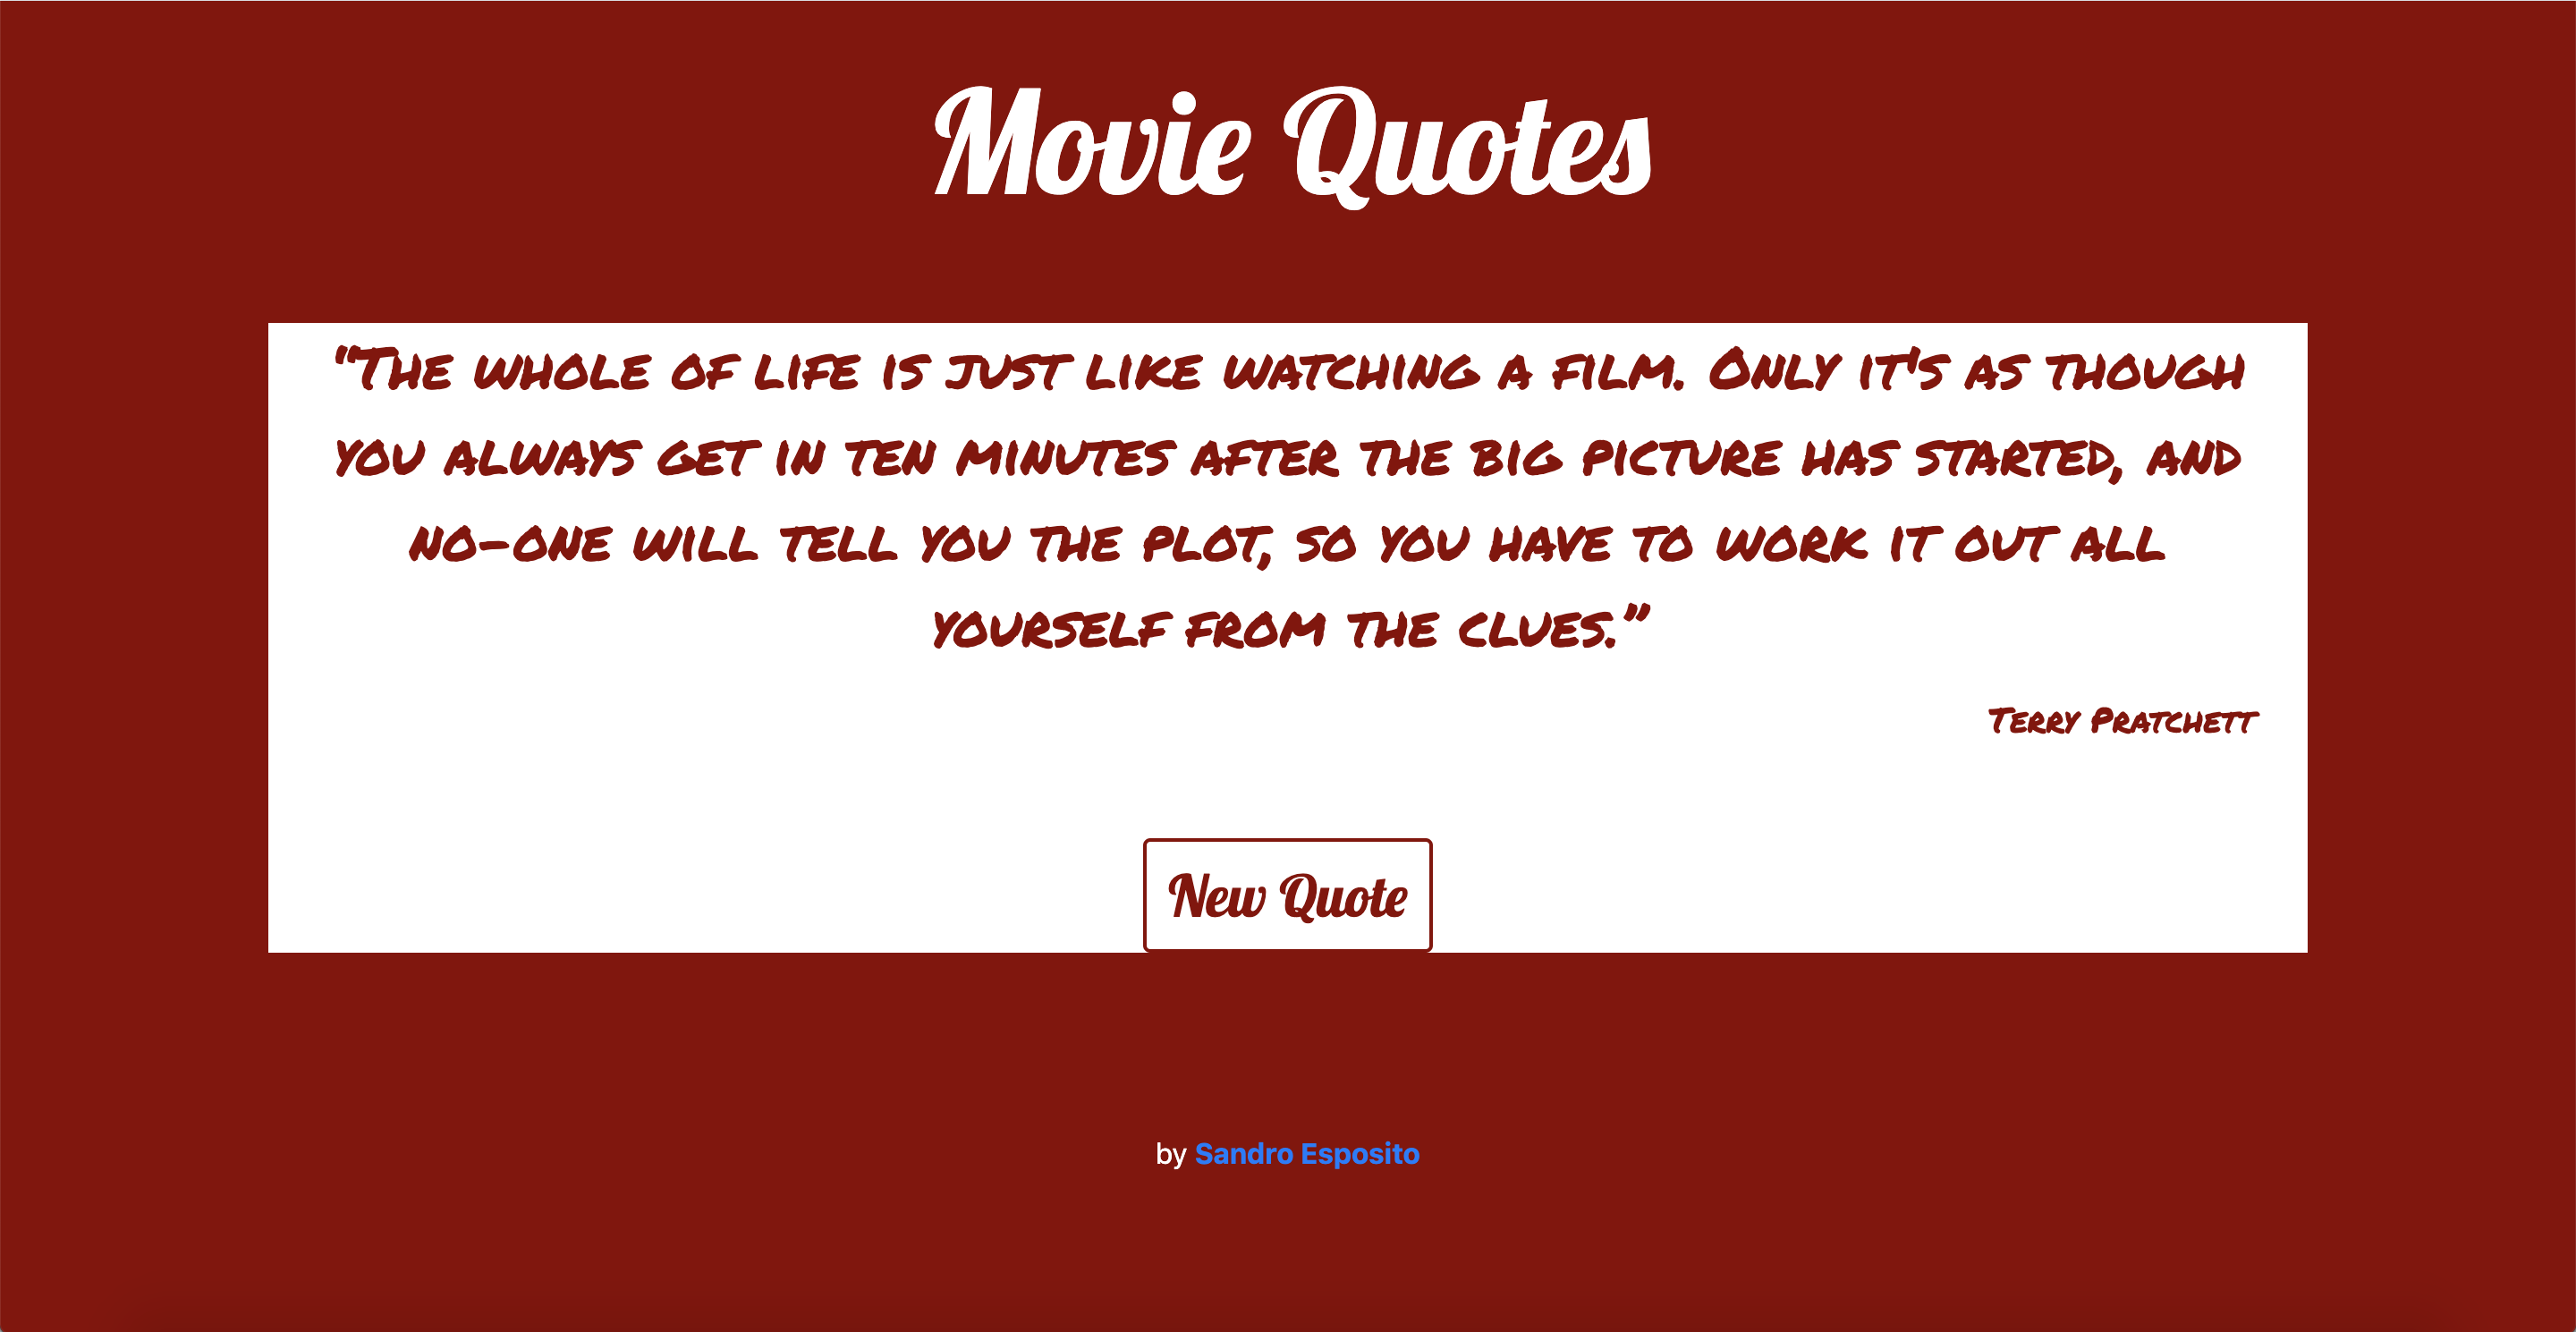 Movie Quotes
“The whole of life is just like watching a film. Only it's as though
you always get in ten minutes after the big picture has started, and
no-one will tell you the plot, so you have to work it out all
yourself from the clues.”
Terry Pratchett
New Quote
by Sandro Esposito